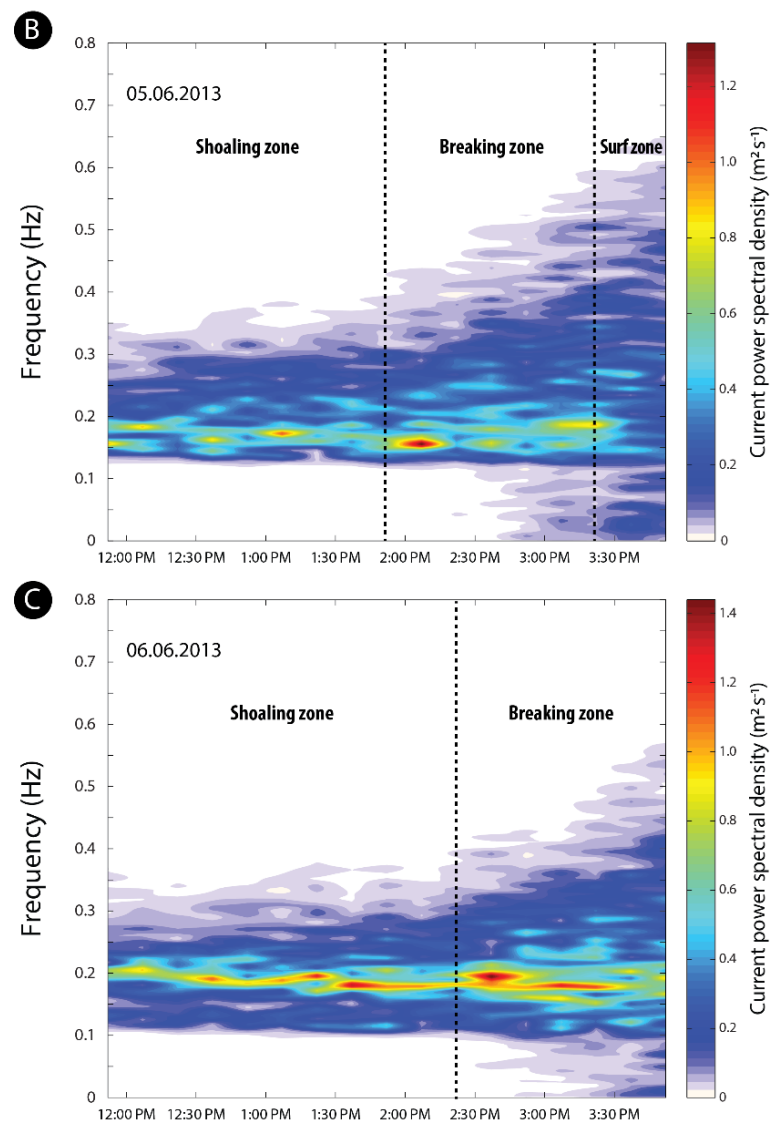 B
0.8
0.7
0.6
0.5
0.4
0.3
0.2
0.1
0
Frequency (Hz)
05.06.2013
Shoaling zone
Breaking zone
Surf zone
12:00 PM 12:30 PM 1:00 PM 1:30 PM 2:00 PM 2:30 PM 3:00 PM 3:30 PM
1.2
1.0
0.8
0.6
0.4
0.2
0
Current power spectral density (m² s⁻¹)
C
0.8
0.7
0.6
0.5
0.4
0.3
0.2
0.1
0
Frequency (Hz)
06.06.2013
Shoaling zone
Breaking zone
12:00 PM 12:30 PM 1:00 PM 1:30 PM 2:00 PM 2:30 PM 3:00 PM 3:30 PM
1.4
1.2
1.0
0.8
0.6
0.4
0.2
0
Current power spectral density (m² s⁻¹)